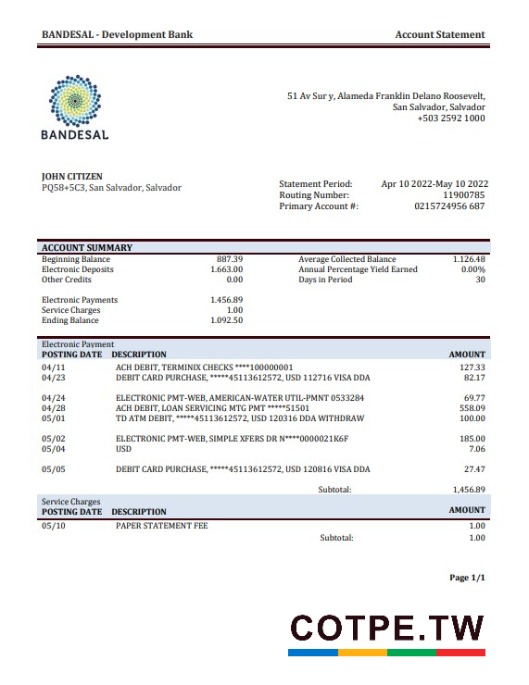 BANDESAL - Development Bank Account Statement
BANDESAL
51 Av Sur y, Alameda Franklin Delano Roosevelt,
San Salvador, Salvador
+503 2592 1000
JOHN CITIZEN
PQ58+5C3, San Salvador, Salvador
Statement Period: Apr 10 2022-May 10 2022
Routing Number: 11900785
Primary Account #: 0215724956 687
ACCOUNT SUMMARY
Beginning Balance 887.39 Average Collected Balance 1.126.48
Electronic Deposits 1.663.00 Annual Percentage Yield Earned 0.00%
Other Credits 0.00 Days in Period 30
Electronic Payments 1.456.89
Service Charges 1.00
Ending Balance 1.092.50
Electronic Payment
POSTING DATE DESCRIPTION AMOUNT
04/11 ACH DEBIT, TERMINIX CHECKS ****100000001 127.33
04/23 DEBIT CARD PURCHASE, *****45113612572, USD 112716 VISA DDA 82.17
04/24 ELECTRONIC PMT-WEB, AMERICAN-WATER UTIL-PMNT 0533284 69.77
04/28 ACH DEBIT, LOAN SERVICING MTG PMT *****51501 558.09
05/01 TD ATM DEBIT, *****45113612572, USD 120316 DDA WITHDRAW 100.00
05/02 ELECTRONIC PMT-WEB, SIMPLE XFERS DR N****0000021K6F 185.00
05/04 USD 7.06
05/05 DEBIT CARD PURCHASE, *****45113612572, USD 120816 VISA DDA 27.47
Subtotal: 1,456.89
Service Charges
POSTING DATE DESCRIPTION AMOUNT
05/10 PAPER STATEMENT FEE 1.00
Subtotal: 1.00
Page 1/1
COTPE.TW